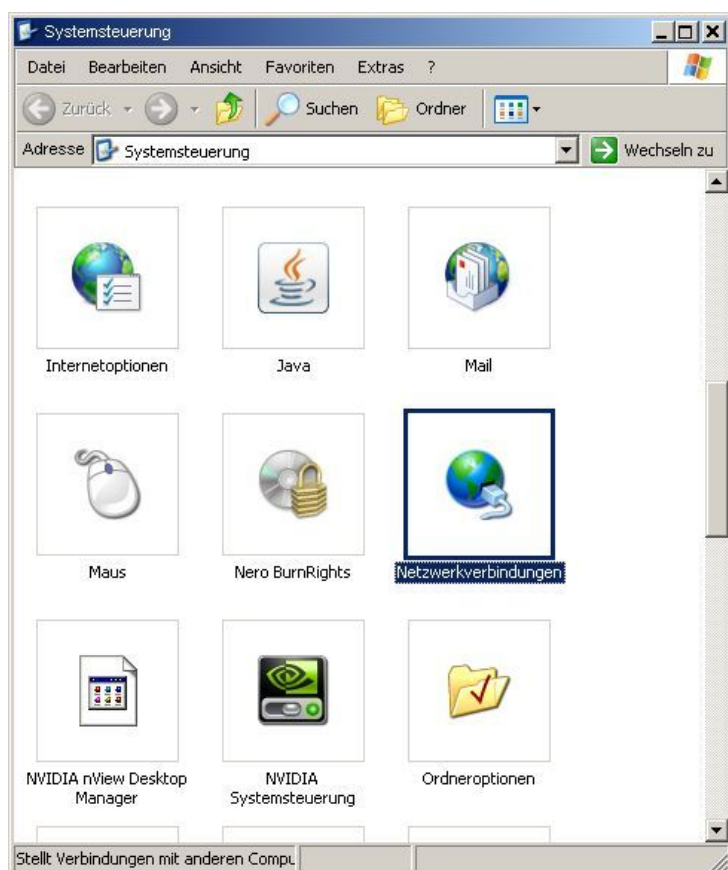 Systemsteuerung
Datei Bearbeiten Ansicht Favoriten Extras ?
Zurück Suchen Ordner
Adresse Systemsteuerung Wechseln zu
Internetoptionen Java Mail
Maus Nero BurnRights Netzwerkverbindungen
NVIDIA nView Desktop Manager NVIDIA Systemsteuerung Ordneroptionen
Stellt Verbindungen mit anderen Compu